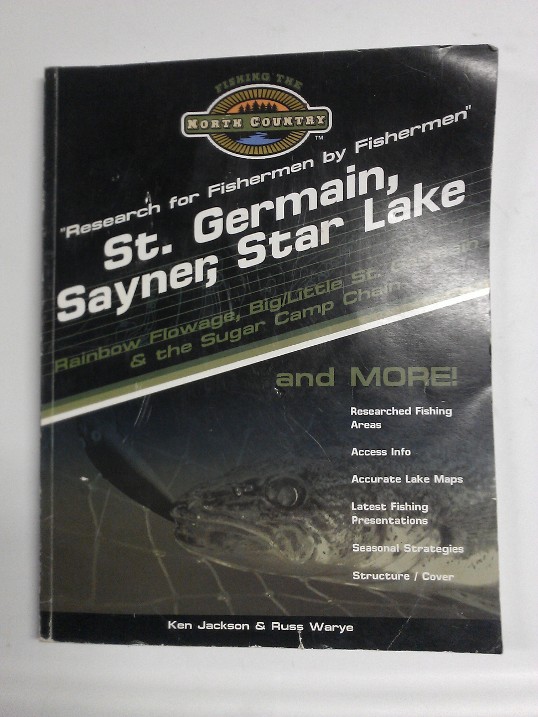 FISHING THE
NORTH COUNTRY
TM
"Research for Fishermen by Fishermen"
St. Germain,
Sayner, Star Lake
Rainbow Flowage, Big/Little St. Germain
& the Sugar Camp Chain
and MORE!
Researched Fishing
Areas
Access Info
Accurate Lake Maps
Latest Fishing
Presentations
Seasonal Strategies
Structure / Cover
Ken Jackson & Russ Warye